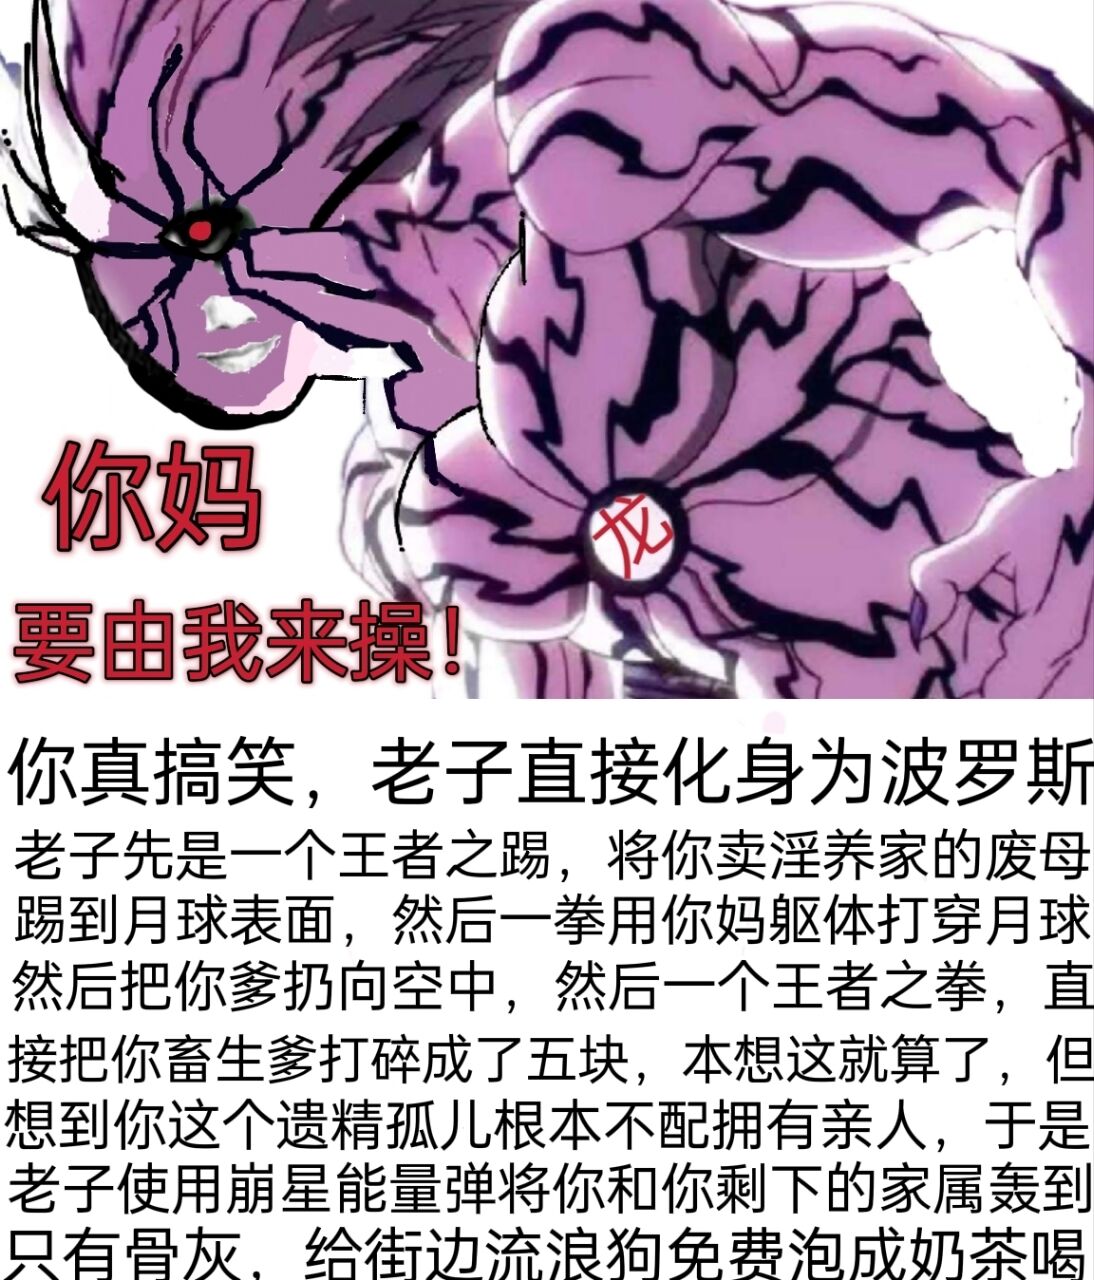 龙
你妈
要由我来操！
你真搞笑，老子直接化身为波罗斯
老子先是一个王者之踢，将你卖淫养家的废母
踢到月球表面，然后一拳用你妈躯体打穿月球
然后把你爹扔向空中，然后一个王者之拳，直
接把你畜生爹打碎成了五块，本想这就算了，但
想到你这个遗精孤儿根本不配拥有亲人，于是
老子使用崩星能量弹将你和你剩下的家属轰到
只有骨灰，给街边流浪狗免费泡成奶茶喝